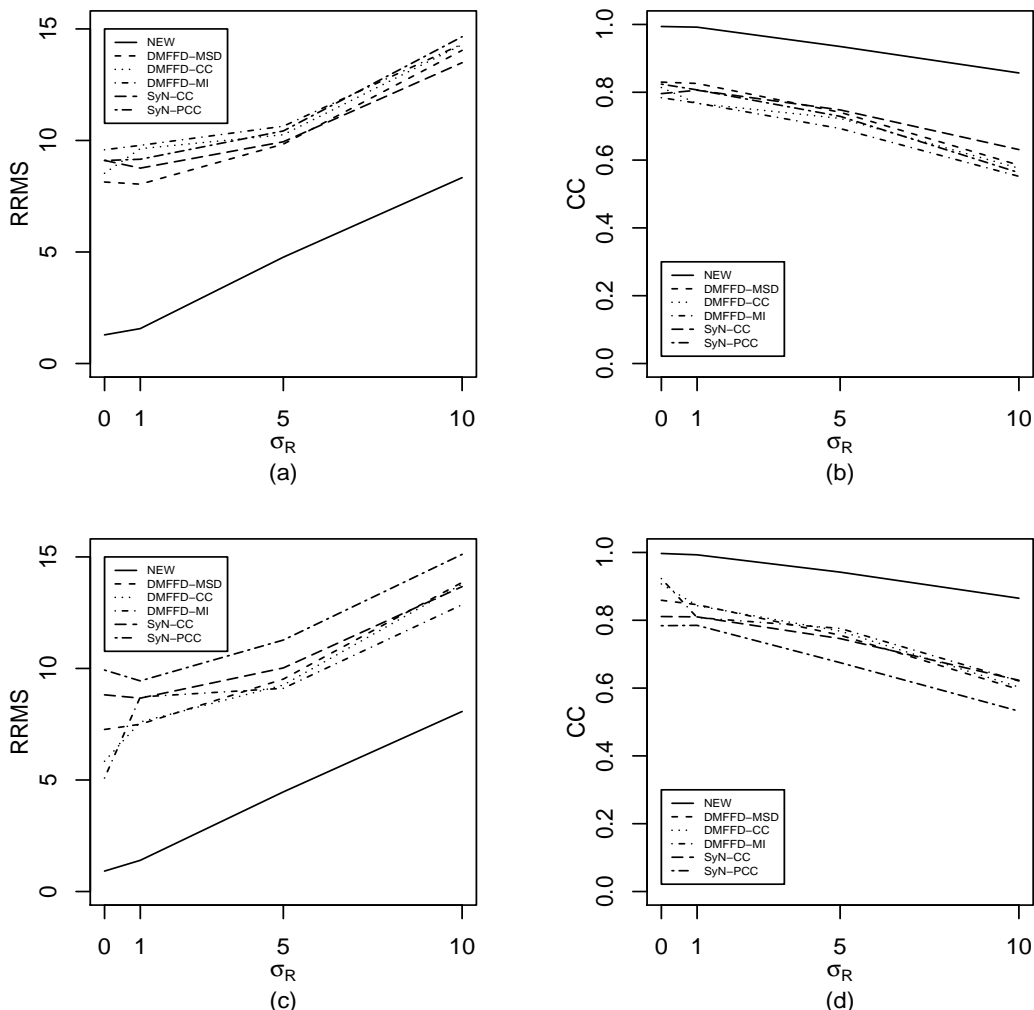 RRMS
15
10
5
0
NEW
DMFFD−MSD
DMFFD−CC
DMFFD−MI
SyN−CC
SyN−PCC
0 1 5 10
σR
(a)
CC
1.0
0.8
0.6
0.4
0.2
0.0
NEW
DMFFD−MSD
DMFFD−CC
DMFFD−MI
SyN−CC
SyN−PCC
0 1 5 10
σR
(b)
RRMS
15
10
5
0
NEW
DMFFD−MSD
DMFFD−CC
DMFFD−MI
SyN−CC
SyN−PCC
0 1 5 10
σR
(c)
CC
1.0
0.8
0.6
0.4
0.2
0.0
NEW
DMFFD−MSD
DMFFD−CC
DMFFD−MI
SyN−CC
SyN−PCC
0 1 5 10
σR
(d)